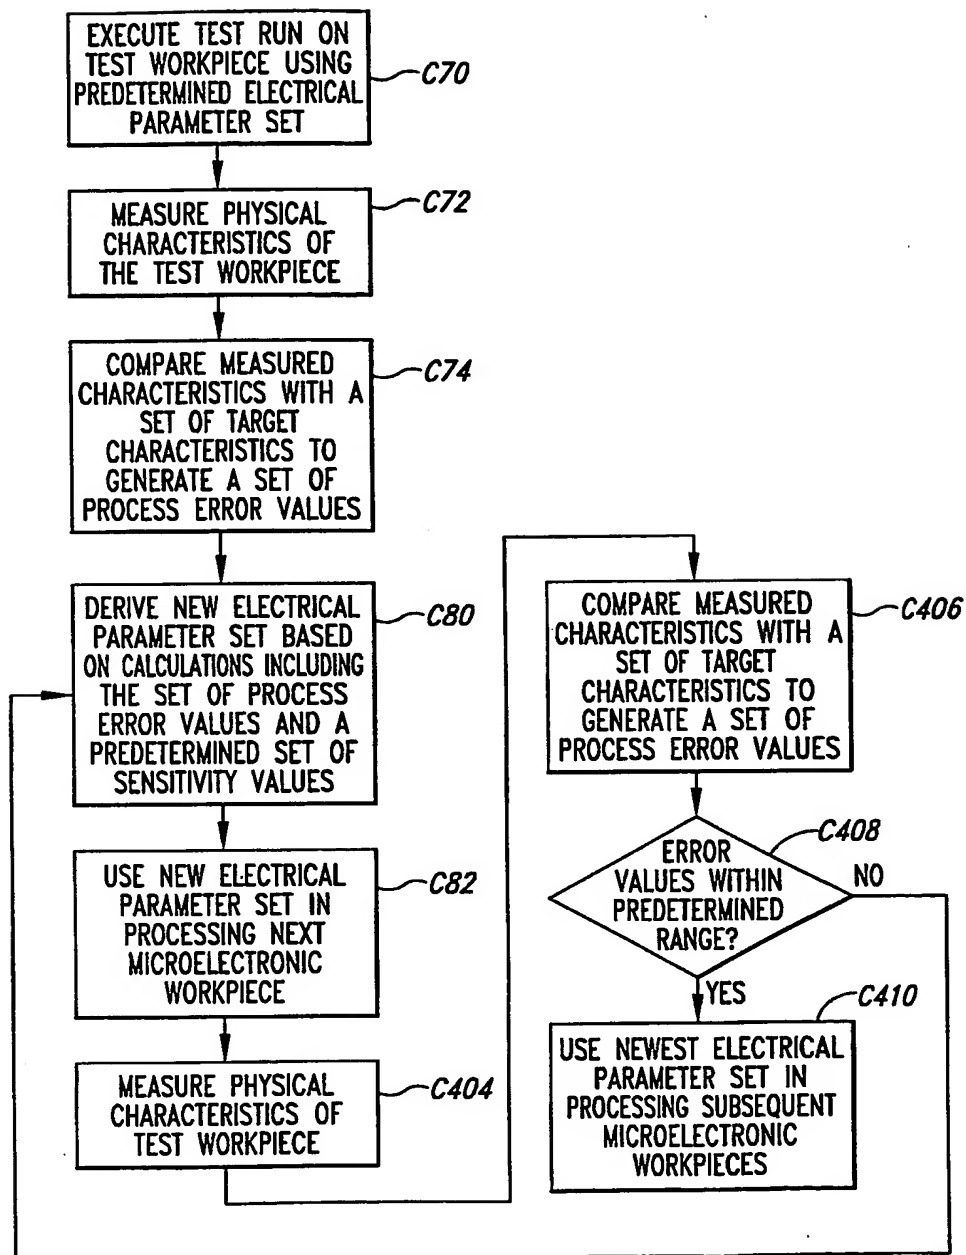 EXECUTE TEST RUN ON
TEST WORKPIECE USING
PREDETERMINED ELECTRICAL
PARAMETER SET
C70
MEASURE PHYSICAL
CHARACTERISTICS OF
THE TEST WORKPIECE
C72
COMPARE MEASURED
CHARACTERISTICS WITH A
SET OF TARGET
CHARACTERISTICS TO
GENERATE A SET OF
PROCESS ERROR VALUES
C74
DERIVE NEW ELECTRICAL
PARAMETER SET BASED
ON CALCULATIONS INCLUDING
THE SET OF PROCESS
ERROR VALUES AND A
PREDETERMINED SET OF
SENSITIVITY VALUES
C80
USE NEW ELECTRICAL
PARAMETER SET IN
PROCESSING NEXT
MICROELECTRONIC
WORKPIECE
C82
MEASURE PHYSICAL
CHARACTERISTICS OF
TEST WORKPIECE
C404
COMPARE MEASURED
CHARACTERISTICS WITH A
SET OF TARGET
CHARACTERISTICS TO
GENERATE A SET OF
PROCESS ERROR VALUES
C406
ERROR
VALUES WITHIN
PREDETERMINED
RANGE?
C408
NO
YES
USE NEWEST ELECTRICAL
PARAMETER SET IN
PROCESSING SUBSEQUENT
MICROELECTRONIC
WORKPIECES
C410